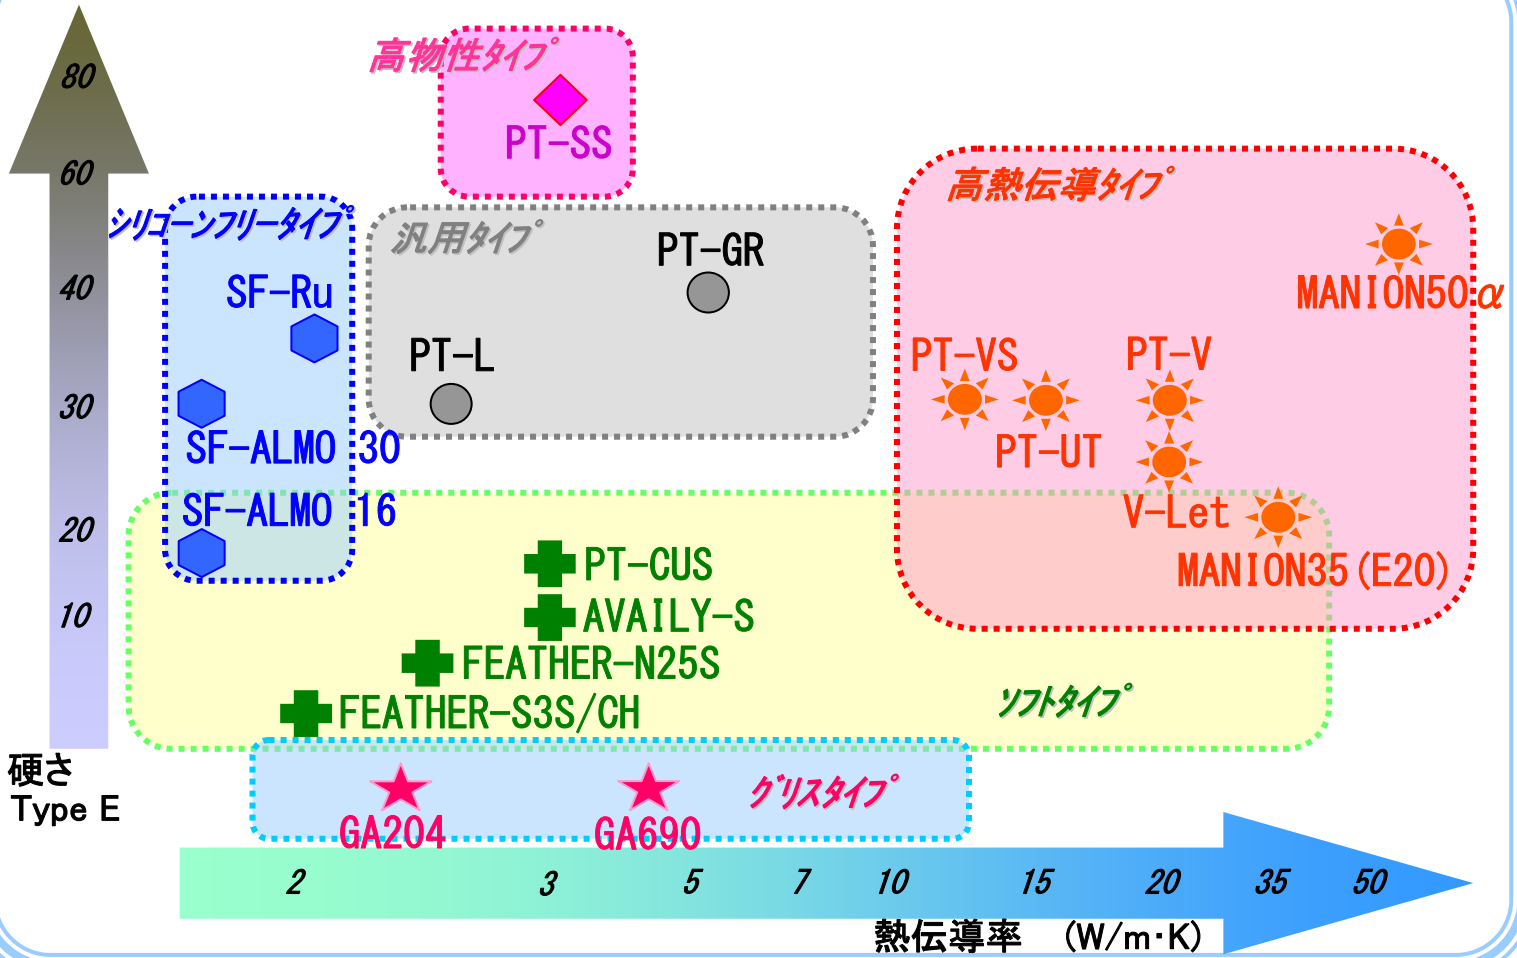 80
60
40
30
20
10
硬さ
Type E
高物性タイプ
PT-SS
シリコーンフリータイプ
SF-Ru
SF-ALMO 30
SF-ALMO 16
汎用タイプ
PT-GR
PT-L
高熱伝導タイプ
MANION50α
PT-VS
PT-V
PT-UT
V-Let
MANION35(E20)
PT-CUS
AVAILY-S
FEATHER-N25S
FEATHER-S3S/CH
ソフトタイプ
グリスタイプ
GA204
GA690
2 3 5 7 10 15 20 35 50
熱伝導率 (W/m・K)